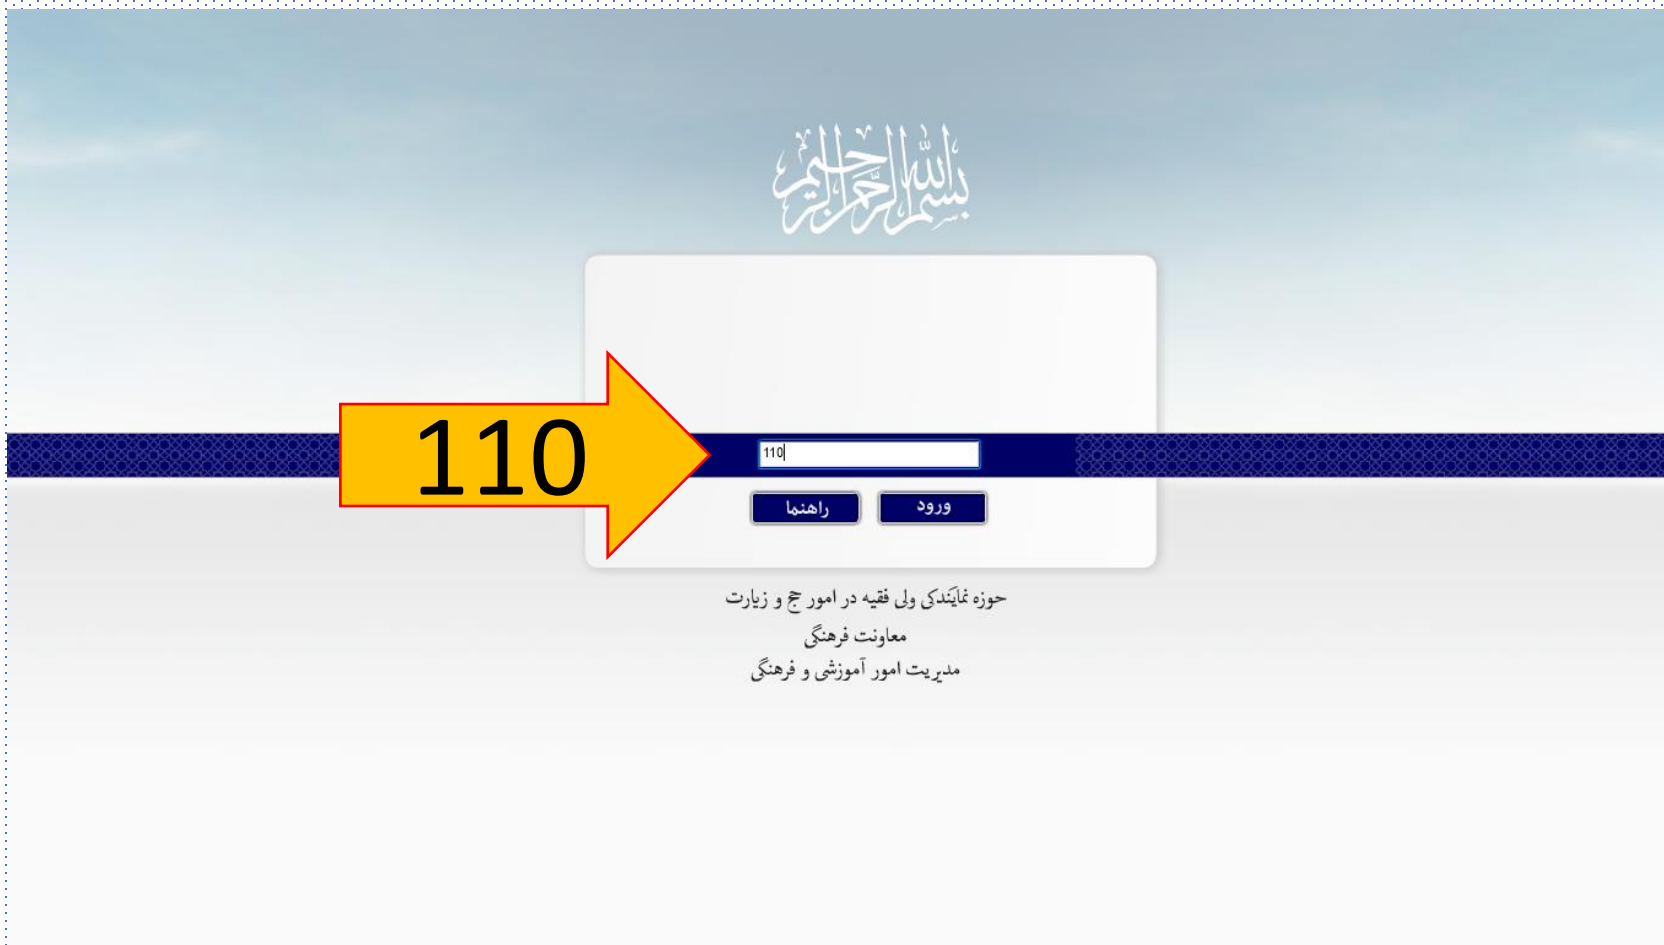 بسم الله الرحمن الرحیم
110
110
ورود
راهنما
حوزه نمایندگی ولی فقیه در امور حج و زیارت
معاونت فرهنگی
مدیریت امور آموزشی و فرهنگی